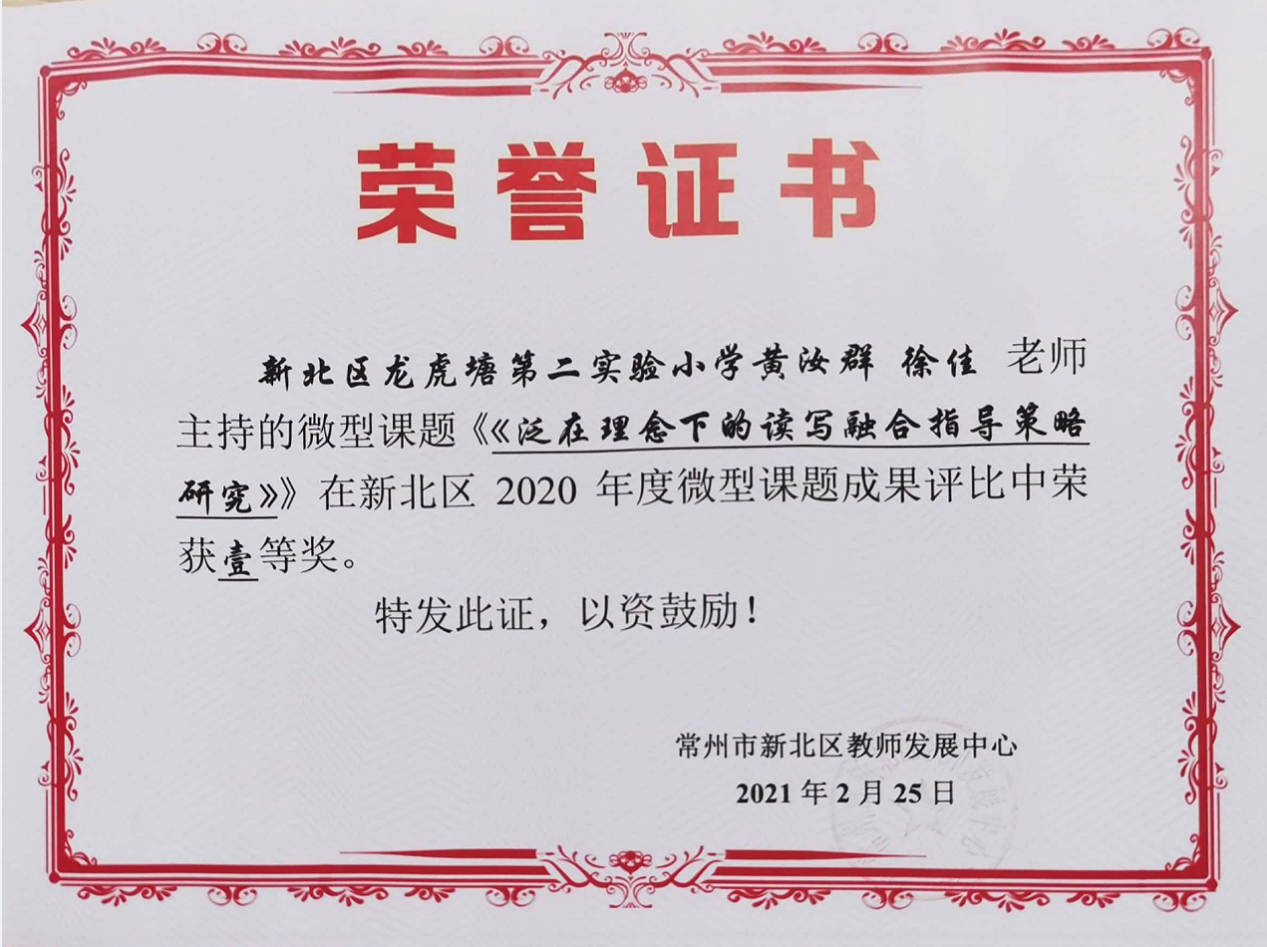 荣誉证书
新北区龙虎塘第二实验小学黄汝群 徐佳 老师
主持的微型课题《《泛在理念下的读写融合指导策略
研究》》在新北区 2020 年度微型课题成果评比中荣
获壹等奖。
特发此证，以资鼓励！
常州市新北区教师发展中心
2021 年 2 月 25 日